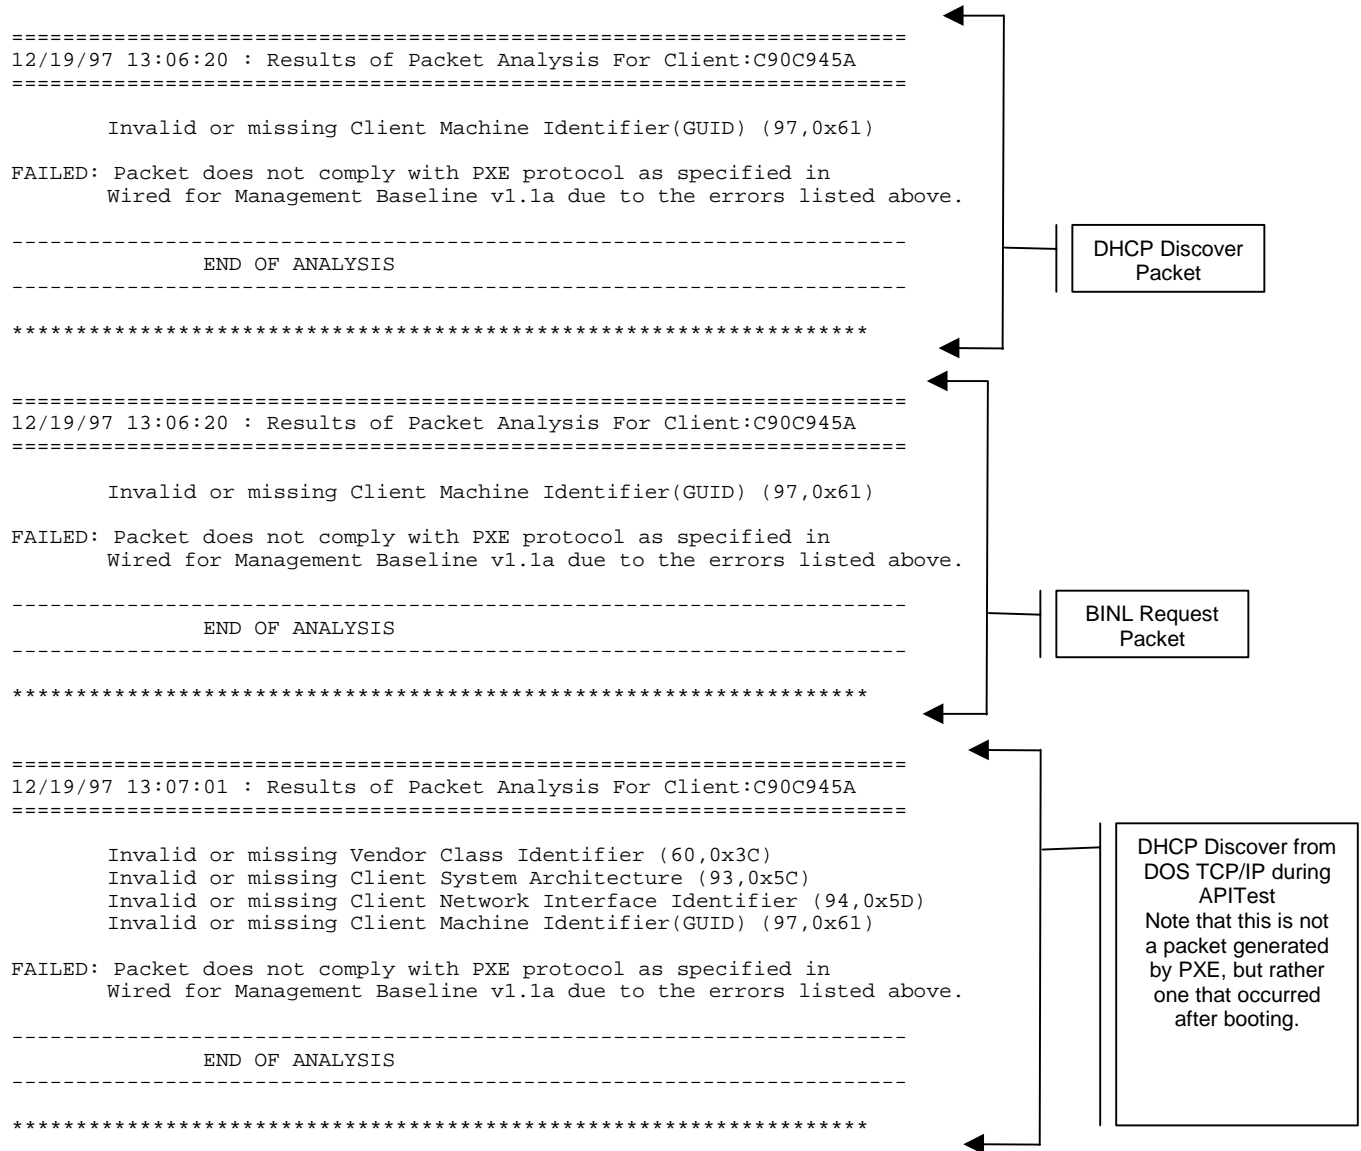 ======================================================================
12/19/97 13:06:20 : Results of Packet Analysis For Client:C90C945A
======================================================================
Invalid or missing Client Machine Identifier(GUID) (97,0x61)
FAILED: Packet does not comply with PXE protocol as specified in
Wired for Management Baseline v1.1a due to the errors listed above.
----------------------------------------------------------------------
END OF ANALYSIS
----------------------------------------------------------------------
*******************************************************************
DHCP Discover
Packet
======================================================================
12/19/97 13:06:20 : Results of Packet Analysis For Client:C90C945A
======================================================================
Invalid or missing Client Machine Identifier(GUID) (97,0x61)
FAILED: Packet does not comply with PXE protocol as specified in
Wired for Management Baseline v1.1a due to the errors listed above.
----------------------------------------------------------------------
END OF ANALYSIS
----------------------------------------------------------------------
*******************************************************************
BINL Request
Packet
======================================================================
12/19/97 13:07:01 : Results of Packet Analysis For Client:C90C945A
======================================================================
Invalid or missing Vendor Class Identifier (60,0x3C)
Invalid or missing Client System Architecture (93,0x5C)
Invalid or missing Client Network Interface Identifier (94,0x5D)
Invalid or missing Client Machine Identifier(GUID) (97,0x61)
FAILED: Packet does not comply with PXE protocol as specified in
Wired for Management Baseline v1.1a due to the errors listed above.
----------------------------------------------------------------------
END OF ANALYSIS
----------------------------------------------------------------------
*******************************************************************
DHCP Discover from
DOS TCP/IP during
APITest
Note that this is not
a packet generated
by PXE, but rather
one that occurred
after booting.